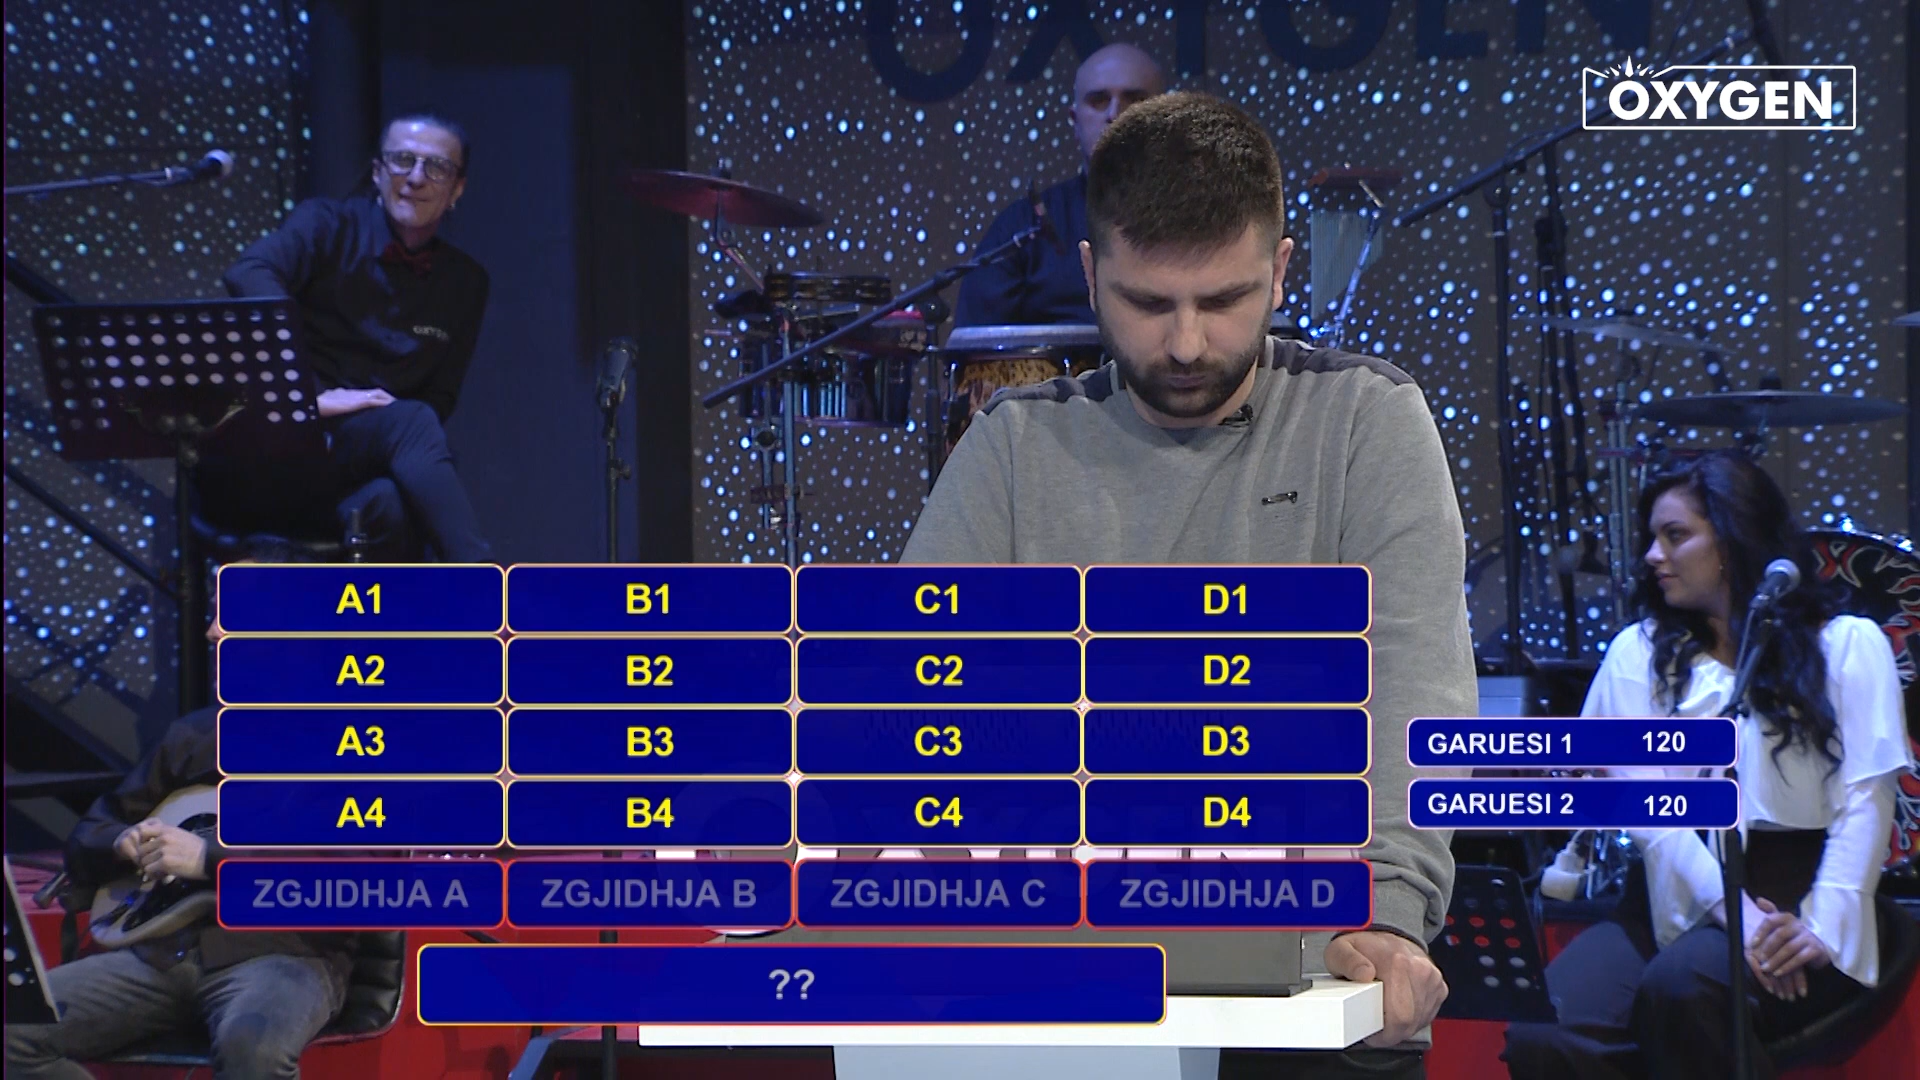 OXYGEN
OXYGEN
A1 B1 C1 D1
A2 B2 C2 D2
A3 B3 C3 D3
A4 B4 C4 D4
ZGJIDHJA A ZGJIDHJA B ZGJIDHJA C ZGJIDHJA D
??
GARUESI 1 120
GARUESI 2 120